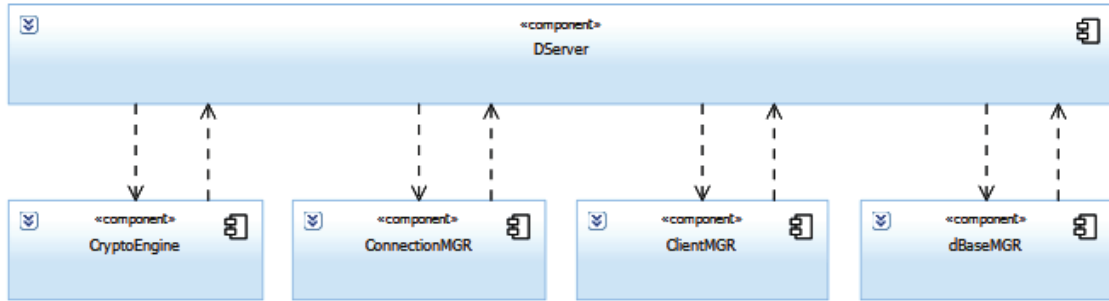 «component»
DServer
«component»
CryptoEngine
«component»
ConnectionMGR
«component»
ClientMGR
«component»
dBaseMGR